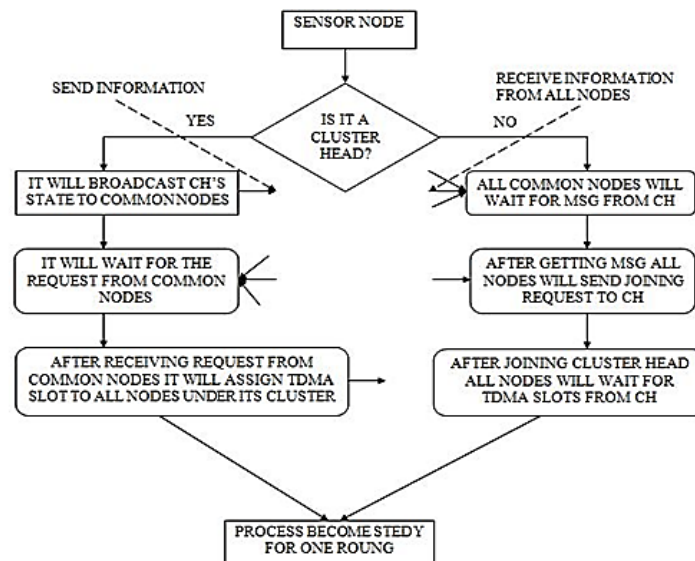 SENSOR NODE
SEND INFORMATION
RECEIVE INFORMATION
FROM ALL NODES
YES
IS IT A
CLUSTER
HEAD?
NO
IT WILL BROADCAST CH'S
STATE TO COMMON NODES
ALL COMMON NODES WILL
WAIT FOR MSG FROM CH
IT WILL WAIT FOR THE
REQUEST FROM COMMON
NODES
AFTER GETTING MSG ALL
NODES WILL SEND JOINING
REQUEST TO CH
AFTER RECEIVING REQUEST FROM
COMMON NODES IT WILL ASSIGN TDMA
SLOT TO ALL NODES UNDER ITS CLUSTER
AFTER JOINING CLUSTER HEAD
ALL NODES WILL WAIT FOR
TDMA SLOTS FROM CH
PROCESS BECOME STEDY
FOR ONE ROUNG